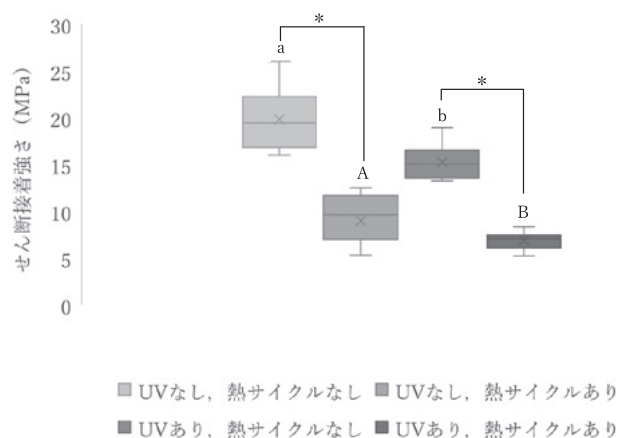 30
25
20
15
10
5
0
せん断接着強さ（MPa）
*
a
A
*
b
B
UVなし，熱サイクルなし
UVなし，熱サイクルあり
UVあり，熱サイクルなし
UVあり，熱サイクルあり